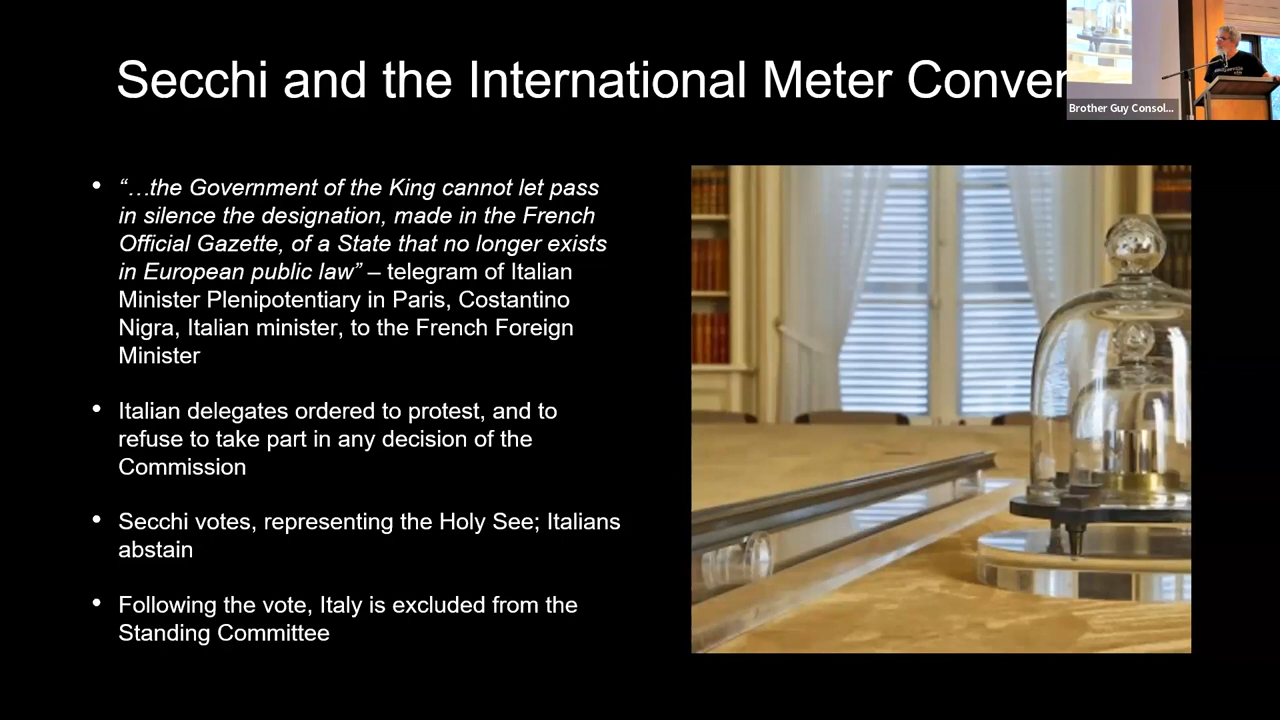 Secchi and the International Meter Conver
Brother Guy Consol...
• “…the Government of the King cannot let pass
in silence the designation, made in the French
Official Gazette, of a State that no longer exists
in European public law” – telegram of Italian
Minister Plenipotentiary in Paris, Costantino
Nigra, Italian minister, to the French Foreign
Minister
• Italian delegates ordered to protest, and to
refuse to take part in any decision of the
Commission
• Secchi votes, representing the Holy See; Italians
abstain
• Following the vote, Italy is excluded from the
Standing Committee